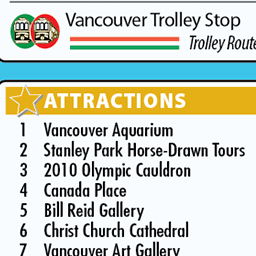 Vancouver Trolley Stop
Trolley Route
ATTRACTIONS
1 Vancouver Aquarium
2 Stanley Park Horse-Drawn Tours
3 2010 Olympic Cauldron
4 Canada Place
5 Bill Reid Gallery
6 Christ Church Cathedral
7 Vancouver Art Gallery